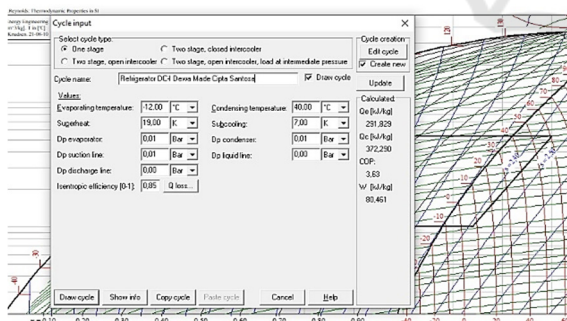 Reynolds, Thermodynamic Properties in SI
Cycle input
Select cycle type:
One stage
Two stage, closed intercooler
Two stage, open intercooler
Two stage, open intercooler, load at intermediate pressure
Cycle creation
Edit cycle
Create new
Cycle name: Refrigerator DC4 Dewa Made Cipta Santosa
Draw cycle
Update
Values:
Evaporating temperature: -12,00 °C
Condensing temperature: 40,00 °C
Superheat: 19,00 K
Subcooling: 7,00 K
Dp evaporator: 0,01 Bar
Dp condenser: 0,01 Bar
Dp suction line: 0,01 Bar
Dp liquid line: 0,00 Bar
Dp discharge line: 0,00 Bar
Isentropic efficiency [0-1]: 0,85 Q loss...
Calculated:
Qe [kJ/kg]
291,829
Qc [kJ/kg]
372,290
COP:
3,63
W [kJ/kg]
80,461
Draw cycle Show info Copy cycle Paste cycle Cancel Help